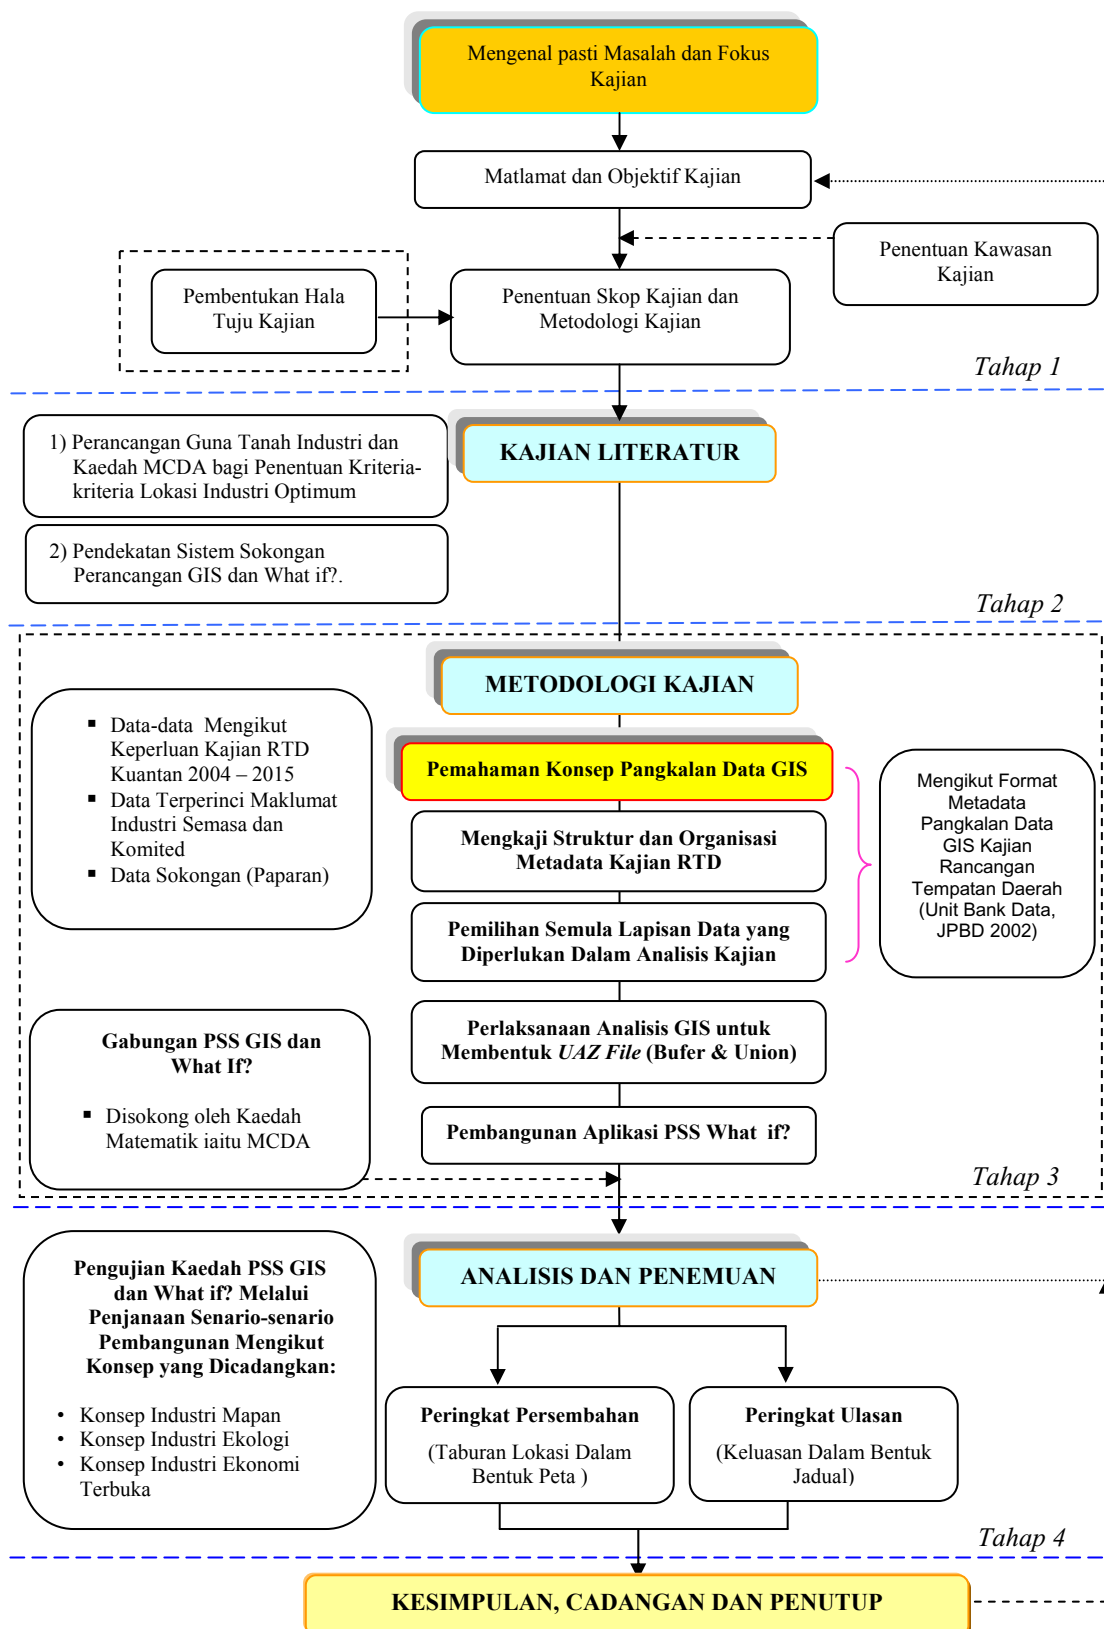 Mengenal pasti Masalah dan Fokus
Kajian
Matlamat dan Objektif Kajian
Penentuan Kawasan
Kajian
Pembentukan Hala
Tuju Kajian
Penentuan Skop Kajian dan
Metodologi Kajian
Tahap 1
1) Perancangan Guna Tanah Industri dan
Kaedah MCDA bagi Penentuan Kriteria-
kriteria Lokasi Industri Optimum
KAJIAN LITERATUR
2) Pendekatan Sistem Sokongan
Perancangan GIS dan What if?.
Tahap 2
METODOLOGI KAJIAN
▪ Data-data Mengikut
Keperluan Kajian RTD
Kuantan 2004 – 2015
▪ Data Terperinci Maklumat
Industri Semasa dan
Komited
▪ Data Sokongan (Paparan)
Pemahaman Konsep Pangkalan Data GIS
Mengkaji Struktur dan Organisasi
Metadata Kajian RTD
Pemilihan Semula Lapisan Data yang
Diperlukan Dalam Analisis Kajian
Mengikut Format
Metadata
Pangkalan Data
GIS Kajian
Rancangan
Tempatan Daerah
(Unit Bank Data,
JPBD 2002)
Perlaksanaan Analisis GIS untuk
Membentuk UAZ File (Bufer & Union)
Gabungan PSS GIS dan
What If?
▪ Disokong oleh Kaedah
Matematik iaitu MCDA
Pembangunan Aplikasi PSS What if?
Tahap 3
Pengujian Kaedah PSS GIS
dan What if? Melalui
Penjanaan Senario-senario
Pembangunan Mengikut
Konsep yang Dicadangkan:
• Konsep Industri Mapan
• Konsep Industri Ekologi
• Konsep Industri Ekonomi
Terbuka
ANALISIS DAN PENEMUAN
Peringkat Persembahan
(Taburan Lokasi Dalam
Bentuk Peta )
Peringkat Ulasan
(Keluasan Dalam Bentuk
Jadual)
Tahap 4
KESIMPULAN, CADANGAN DAN PENUTUP